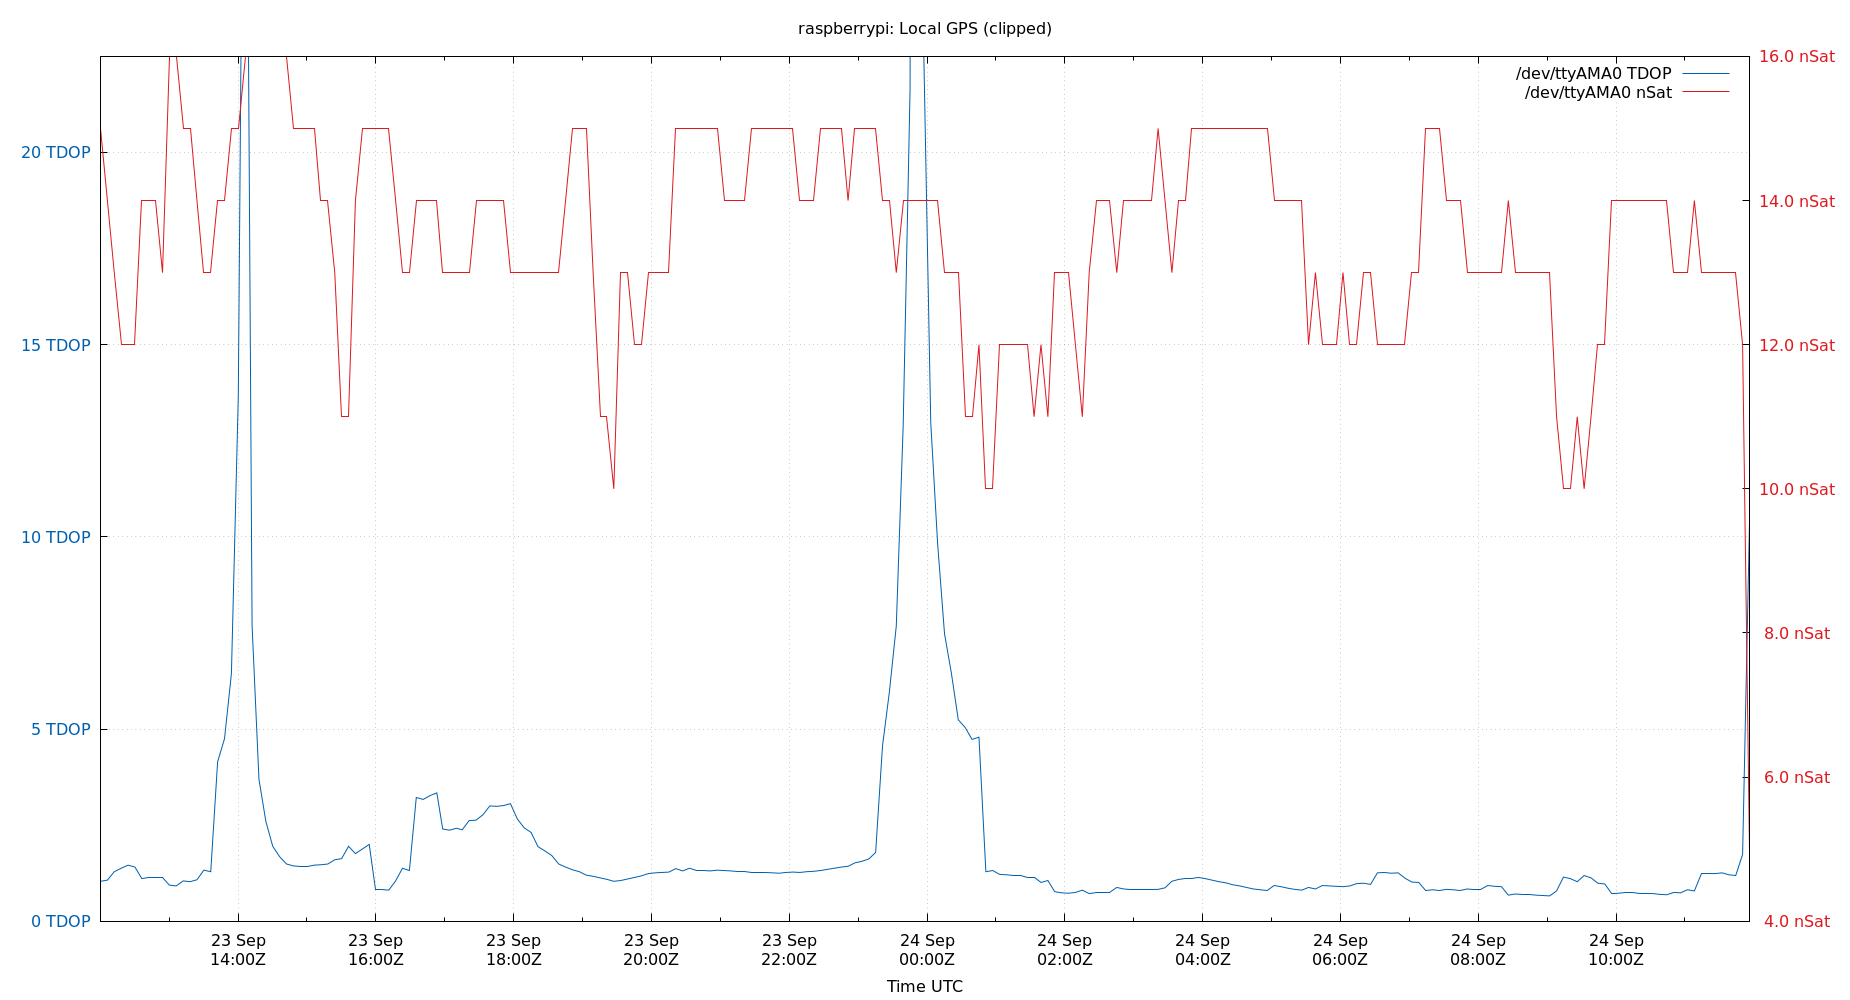 raspberrypi: Local GPS (clipped)
/dev/ttyAMA0 TDOP
/dev/ttyAMA0 nSat
20 TDOP
15 TDOP
10 TDOP
5 TDOP
0 TDOP
16.0 nSat
14.0 nSat
12.0 nSat
10.0 nSat
8.0 nSat
6.0 nSat
4.0 nSat
23 Sep
14:00Z
23 Sep
16:00Z
23 Sep
18:00Z
23 Sep
20:00Z
23 Sep
22:00Z
24 Sep
00:00Z
24 Sep
02:00Z
24 Sep
04:00Z
24 Sep
06:00Z
24 Sep
08:00Z
24 Sep
10:00Z
Time UTC